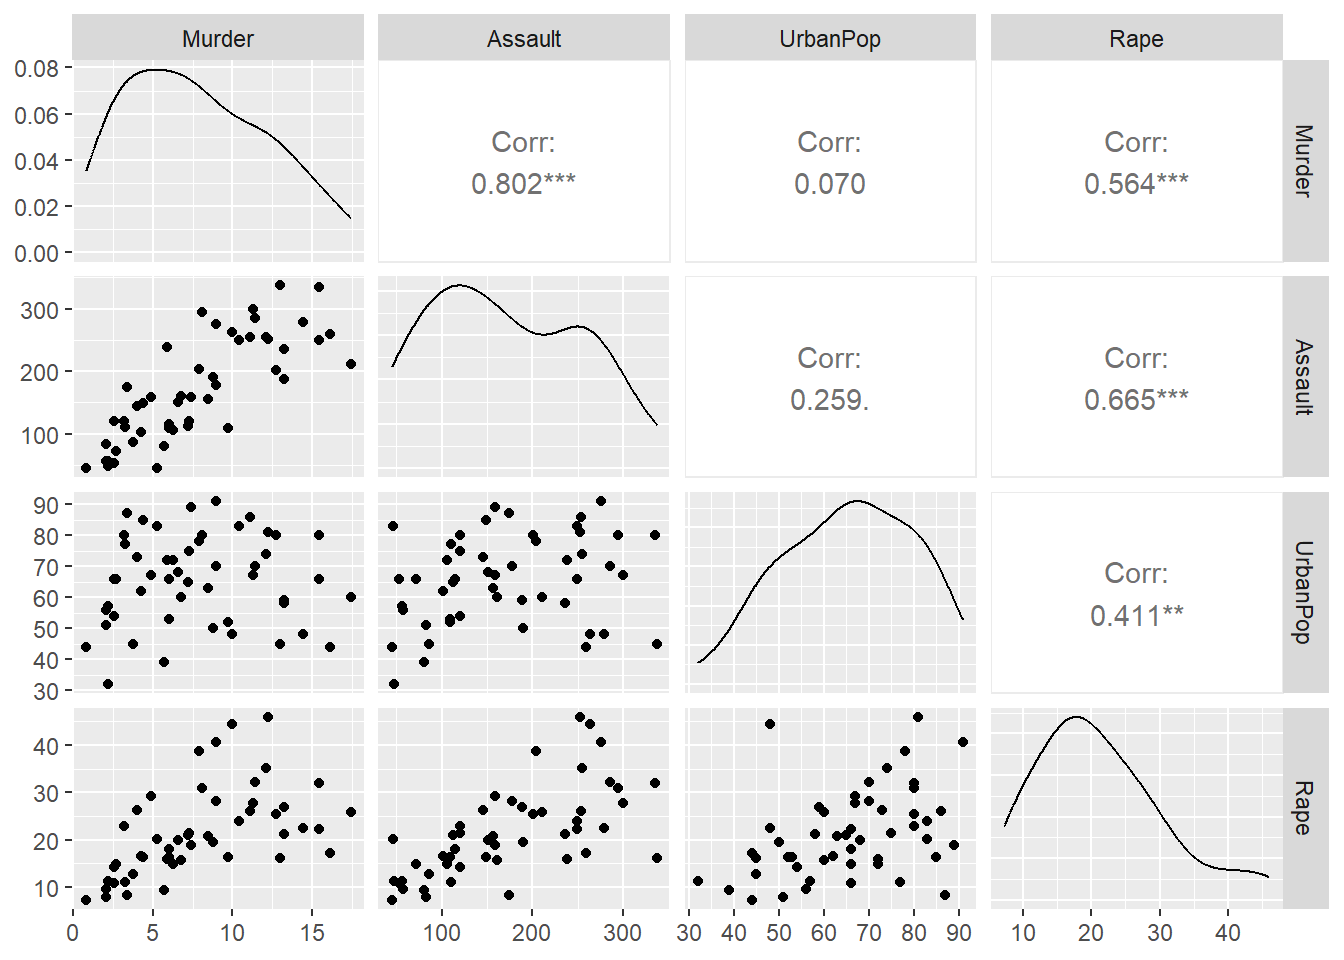 Murder
Assault
UrbanPop
Rape
0.08
0.06
0.04
0.02
0.00
Corr:
0.802***
Corr:
0.070
Corr:
0.564***
Murder
300
200
100
Corr:
0.259.
Corr:
0.665***
Assault
90
80
70
60
50
40
30
Corr:
0.411**
UrbanPop
40
30
20
10
Rape
0 5 10 15
100 200 300
30 40 50 60 70 80 90
10 20 30 40